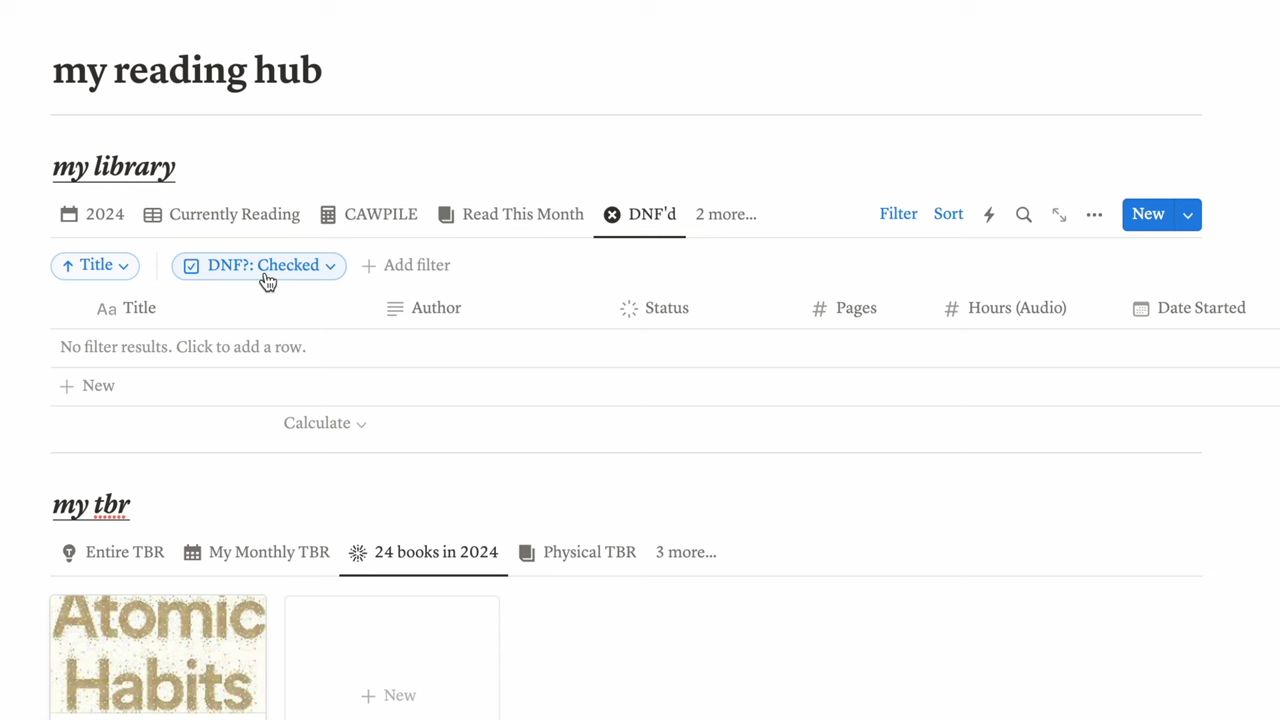 my reading hub
my library
2024 Currently Reading CAWPILE Read This Month DNF'd 2 more... Filter Sort New
Title DNF?: Checked + Add filter
Aa Title Author Status # Pages # Hours (Audio) Date Started
No filter results. Click to add a row.
+ New
Calculate
my tbr
Entire TBR My Monthly TBR 24 books in 2024 Physical TBR 3 more...
Atomic
Habits
+ New